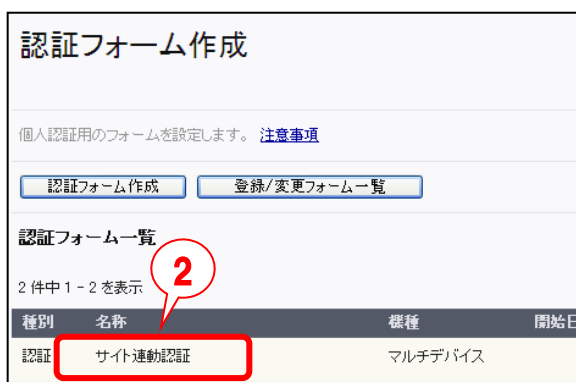 認証フォーム作成
個人認証用のフォームを設定します。 注意事項
認証フォーム作成 登録/変更フォーム一覧
認証フォーム一覧
2
2 件中 1 - 2 を表示
種別 名称 機種 開始日
認証 サイト連動認証 マルチデバイス